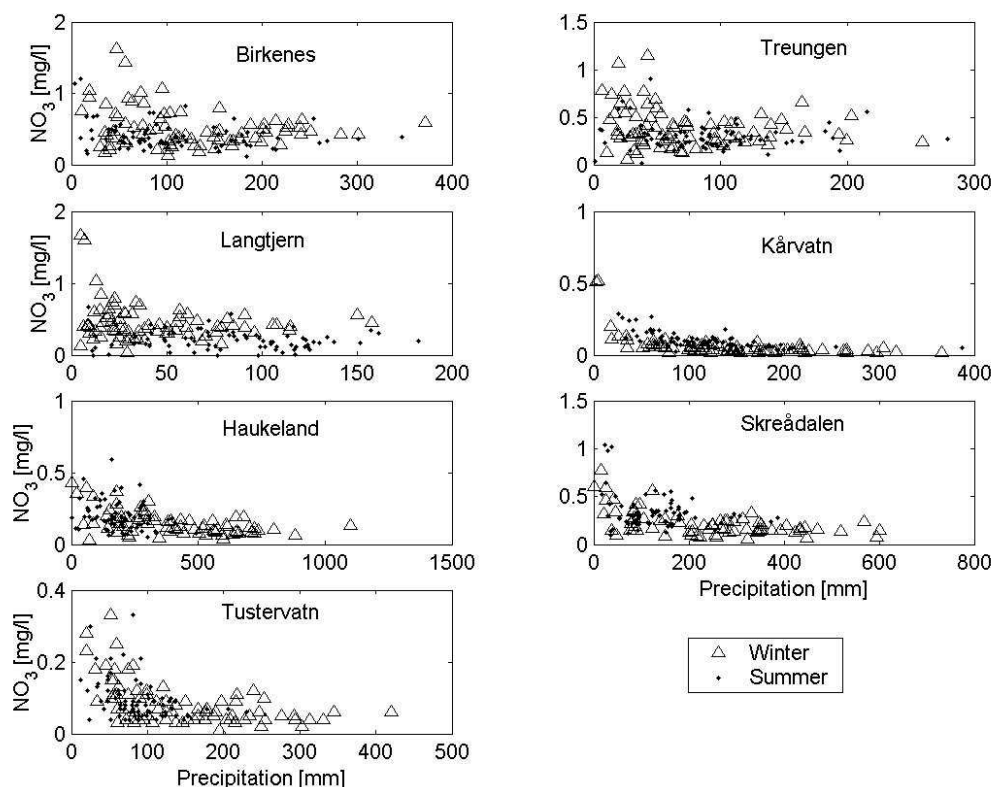 Birkenes
NO3 [mg/l]
2
1
0
0 100 200 300 400
Treungen
1.5
1
0.5
0
0 100 200 300
Langtjern
NO3 [mg/l]
2
1
0
0 50 100 150 200
Kårvatn
1
0.5
0
0 100 200 300 400
Haukeland
NO3 [mg/l]
1
0.5
0
0 500 1000 1500
Skreådalen
1.5
1
0.5
0
0 200 400 600 800
Precipitation [mm]
Tustervatn
NO3 [mg/l]
0.4
0.2
0
0 100 200 300 400 500
Precipitation [mm]
Winter
Summer